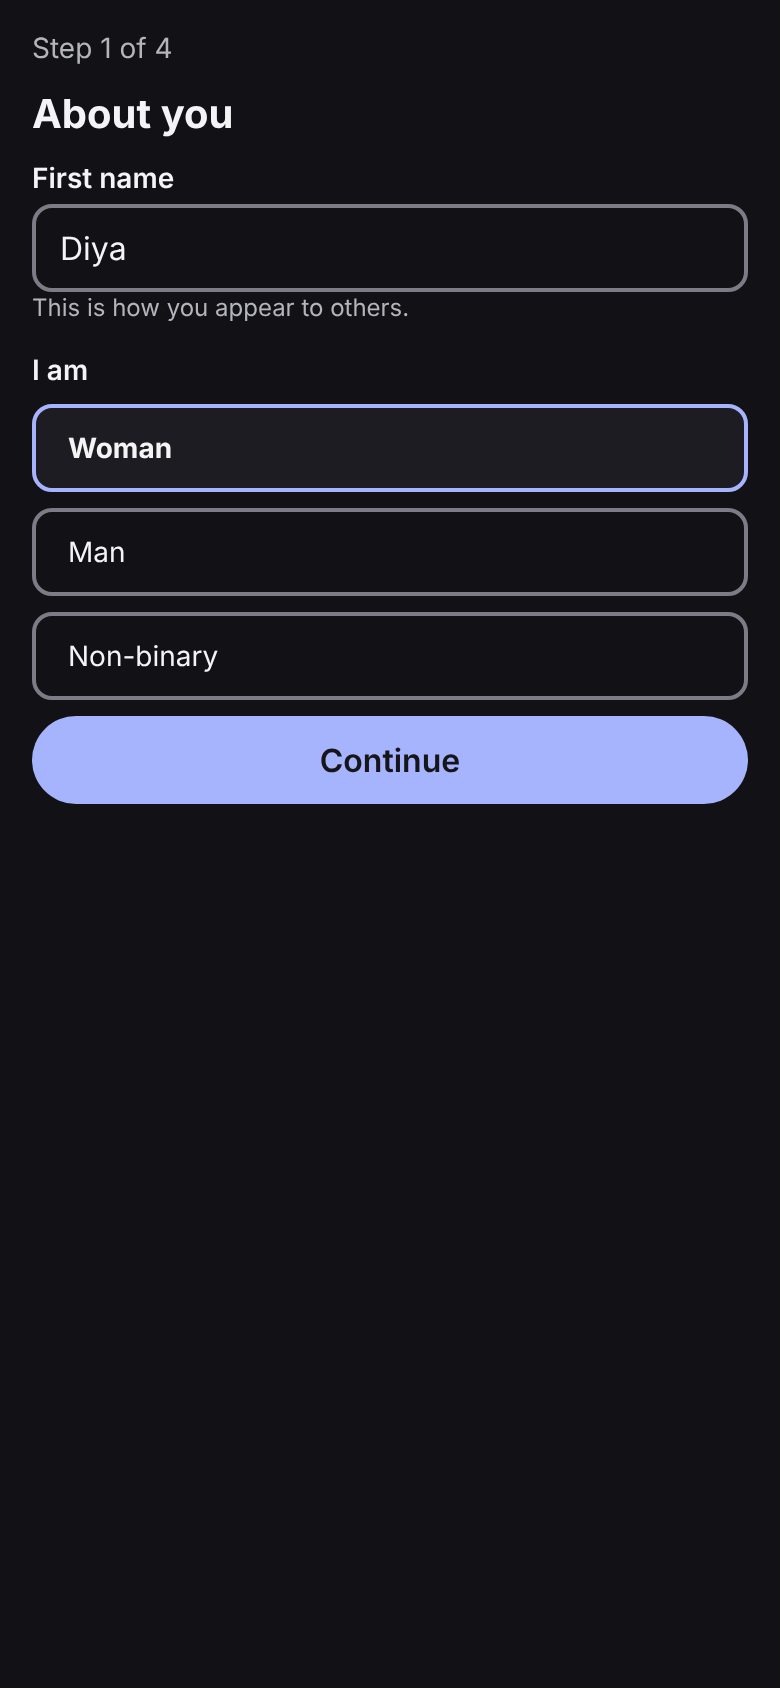 Step 1 of 4
About you
First name
Diya
This is how you appear to others.
I am
Woman
Man
Non-binary
Continue